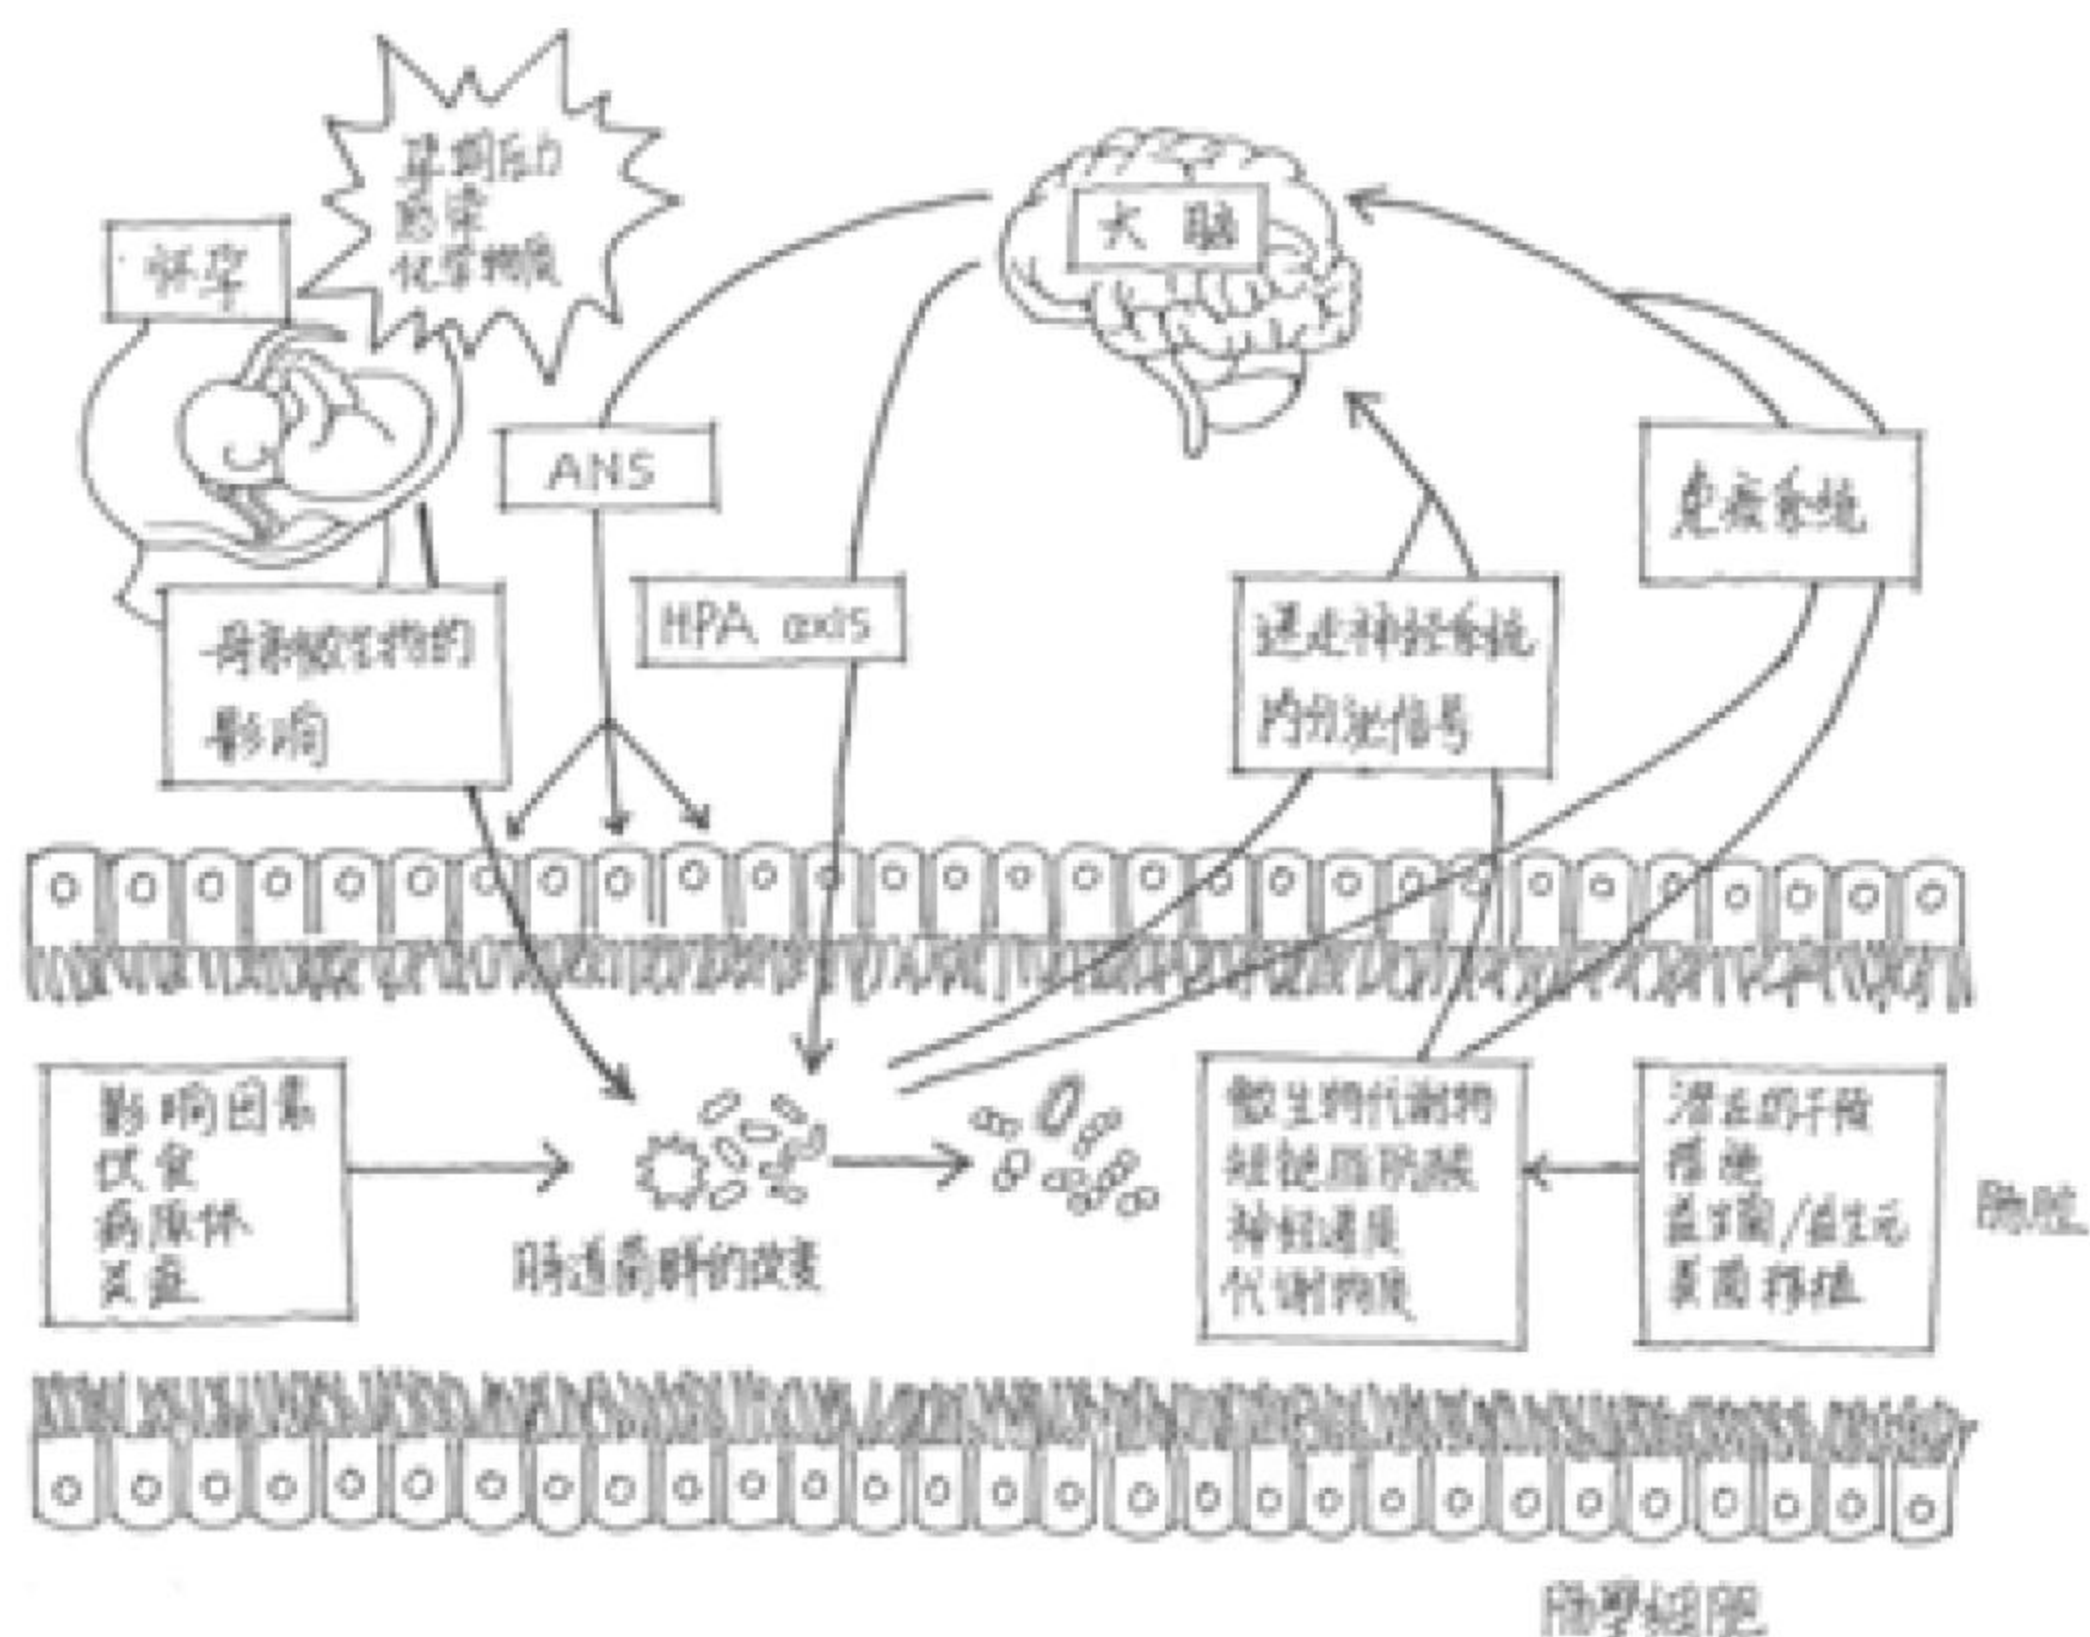 孕期压力
感染
化学物质
怀孕
大 脑
ANS
免疫系统
HPA axis
迷走神经系统
内分泌信号
母系微生物的
影响
影响因素
饮食
病原体
炎症
肠道菌群的改变
微生物代谢物
短链脂肪酸
神经递质
代谢物质
潜在的干预
措施
益生菌/益生元
粪菌移植
肠腔
肠壁细胞